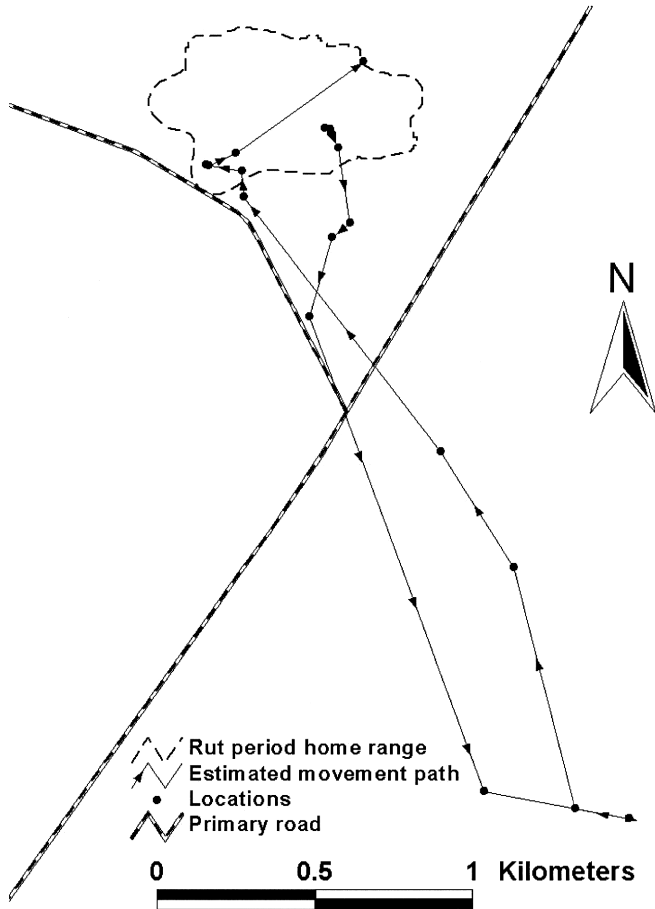 N
Rut period home range
Estimated movement path
Locations
Primary road
0 0.5 1 Kilometers